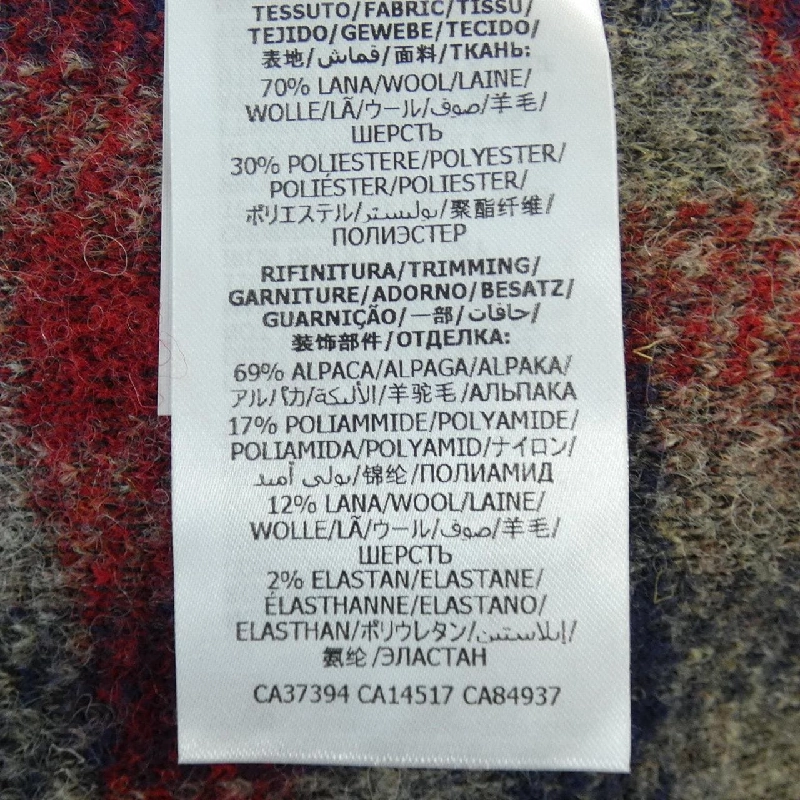 TESSUTO/FABRIC/TISSU/
TEJIDO/GEWEBE/TECIDO/
表地/قماش/面料/ТКАНЬ:
70% LANA/WOOL/LAINE/
WOLLE/LÃ/ウール/صوف/羊毛/
ШЕРСТЬ
30% POLIESTERE/POLYESTER/
POLIÉSTER/POLIESTER/
ポリエステル/بوليستر/聚酯纤维/
ПОЛИЭСТЕР
RIFINITURA/TRIMMING/
GARNITURE/ADORNO/BESATZ/
GUARNIÇÃO/一部/حافات/
装饰部件/ОТДЕЛКА:
69% ALPACA/ALPAGA/ALPAKA/
アルパカ/الألبكة/羊驼毛/АЛЬПАКА
17% POLIAMMIDE/POLYAMIDE/
POLIAMIDA/POLYAMID/ナイロン/
بولي أميد/锦纶/ПОЛИАМИД
12% LANA/WOOL/LAINE/
WOLLE/LÃ/ウール/صوف/羊毛/
ШЕРСТЬ
2% ELASTAN/ELASTANE/
ÉLASTHANNE/ELASTANO/
ELASTHAN/ポリウレタン/إيلاستين/
氨纶/ЭЛАСТАН
CA37394 CA14517 CA84937